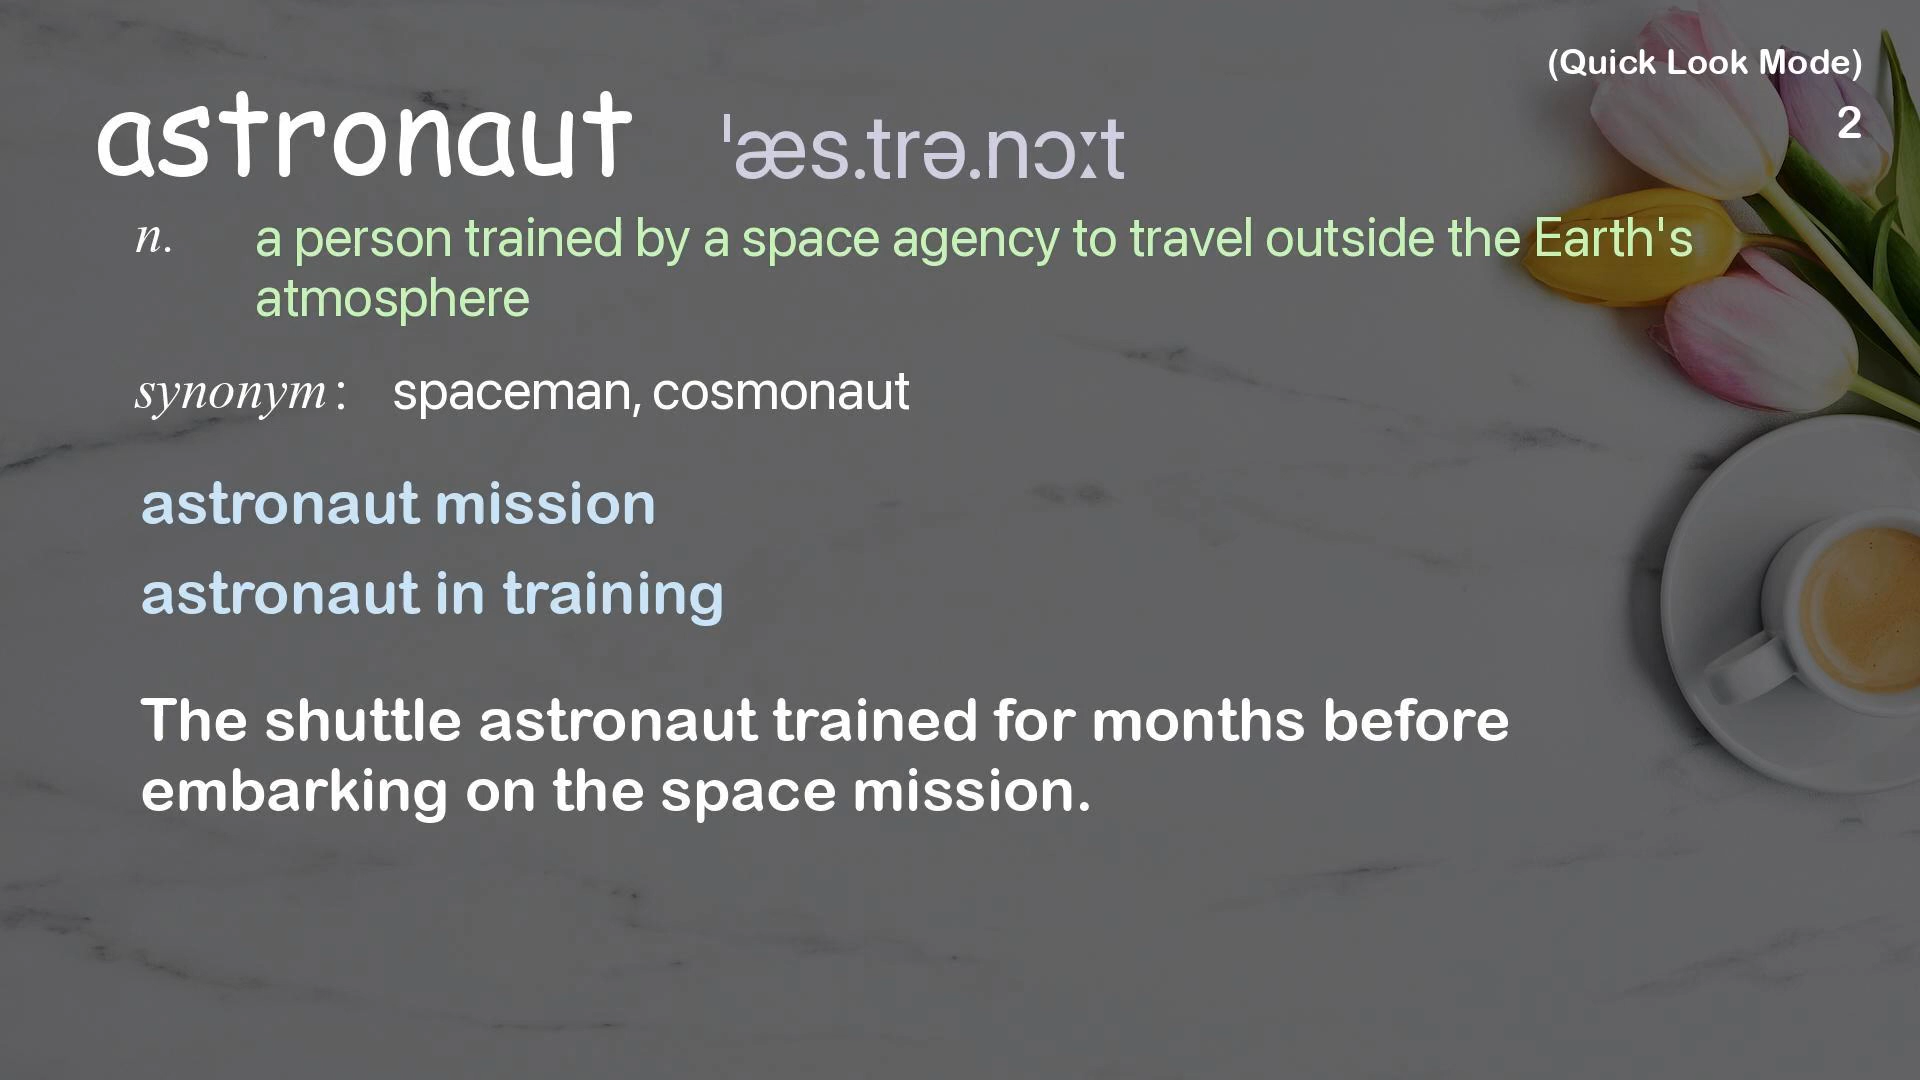 (Quick Look Mode)
2
astronaut ˈæs.trə.nɔːt
n. a person trained by a space agency to travel outside the Earth's
atmosphere
synonym: spaceman, cosmonaut
astronaut mission
astronaut in training
The shuttle astronaut trained for months before
embarking on the space mission.